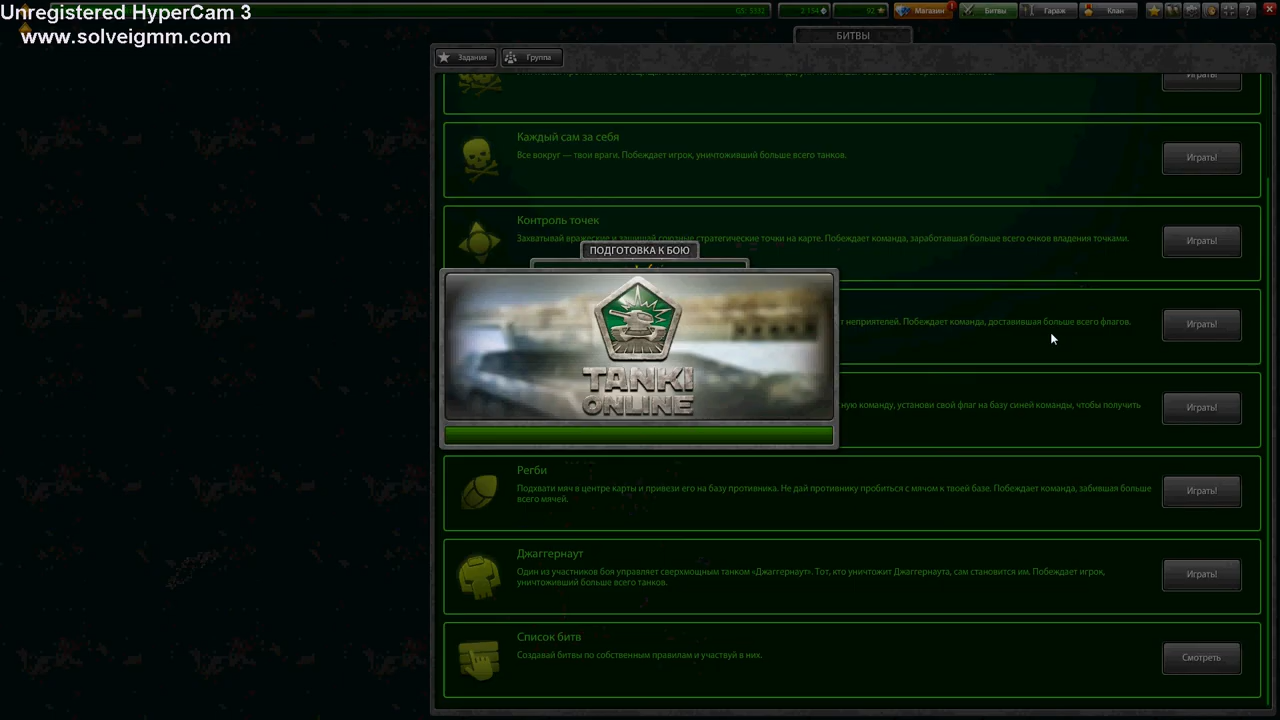 Unregistered HyperCam 3
www.solveigmm.com
Магазин
Битвы
Гараж
Клан
БИТВЫ
Задания
Группа
Играть!
Каждый сам за себя
Все вокруг — твои враги. Побеждает игрок, уничтоживший больше всего танков.
Играть!
Контроль точек
Захватывай вражеские и защищай союзные стратегические точки на карте. Побеждает команда, заработавшая больше всего очков владения точками.
Играть!
ПОДГОТОВКА К БОЮ
TANKI
ONLINE
неприятелей. Побеждает команда, доставившая больше всего флагов.
Играть!
ную команду, установи свой флаг на базу синей команды, чтобы получить
Играть!
Регби
Подхвати мяч в центре карты и привези его на базу противника. Не дай противнику пробиться с мячом к твоей базе. Побеждает команда, забившая больше
всего мячей.
Играть!
Джаггернаут
Один из участников боя управляет сверхмощным танком «Джаггернаут». Тот, кто уничтожит Джаггернаута, сам становится им. Побеждает игрок,
уничтоживший больше всего танков.
Играть!
Список битв
Создавай битвы по собственным правилам и участвуй в них.
Смотреть